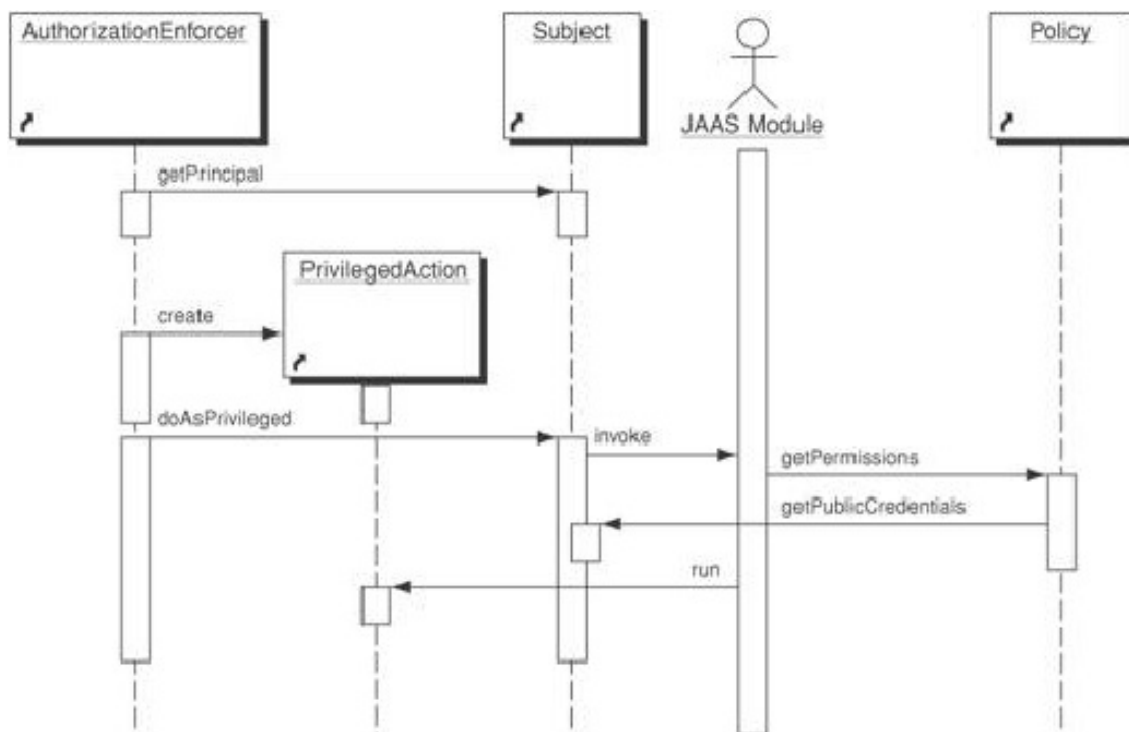 AuthorizationEnforcer
Subject
Policy
JAAS Module
getPrincipal
PrivilegedAction
create
doAsPrivileged
invoke
getPermissions
getPublicCredentials
run